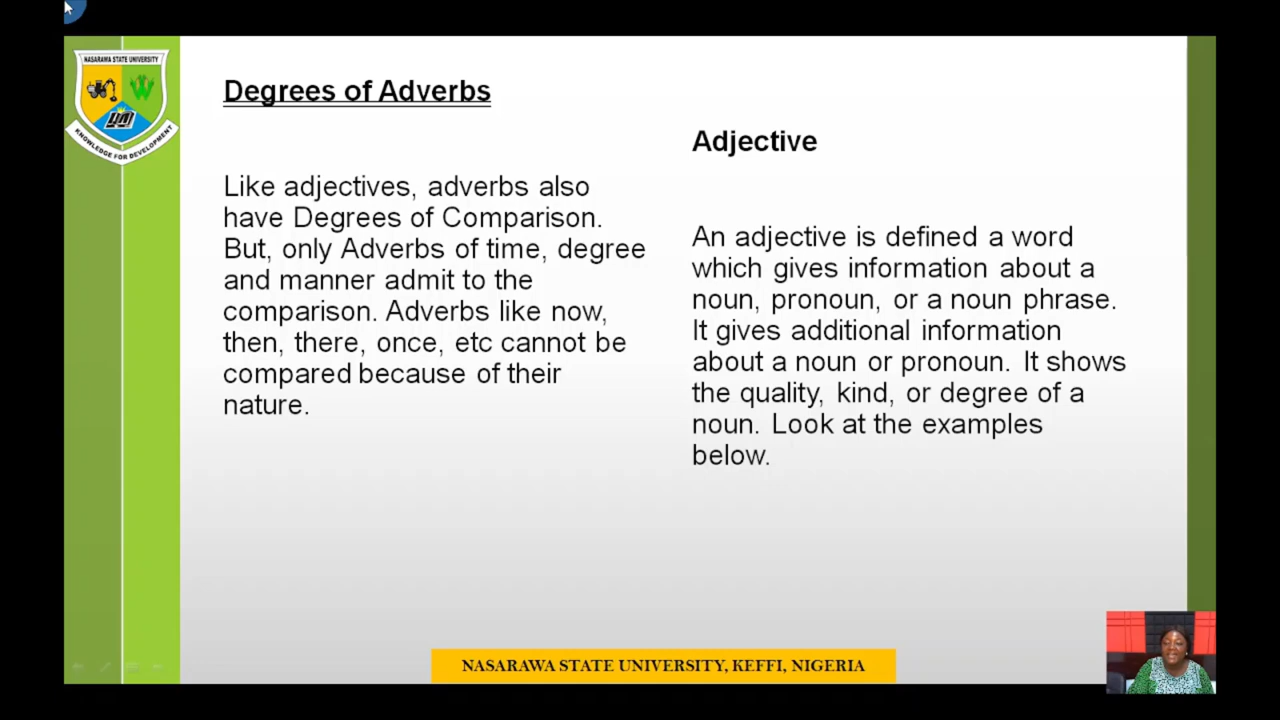 NASARAWA STATE UNIVERSITY
KNOWLEDGE FOR DEVELOPMENT
Degrees of Adverbs
Like adjectives, adverbs also
have Degrees of Comparison.
But, only Adverbs of time, degree
and manner admit to the
comparison. Adverbs like now,
then, there, once, etc cannot be
compared because of their
nature.
Adjective
An adjective is defined a word
which gives information about a
noun, pronoun, or a noun phrase.
It gives additional information
about a noun or pronoun. It shows
the quality, kind, or degree of a
noun. Look at the examples
below.
NASARAWA STATE UNIVERSITY, KEFFI, NIGERIA